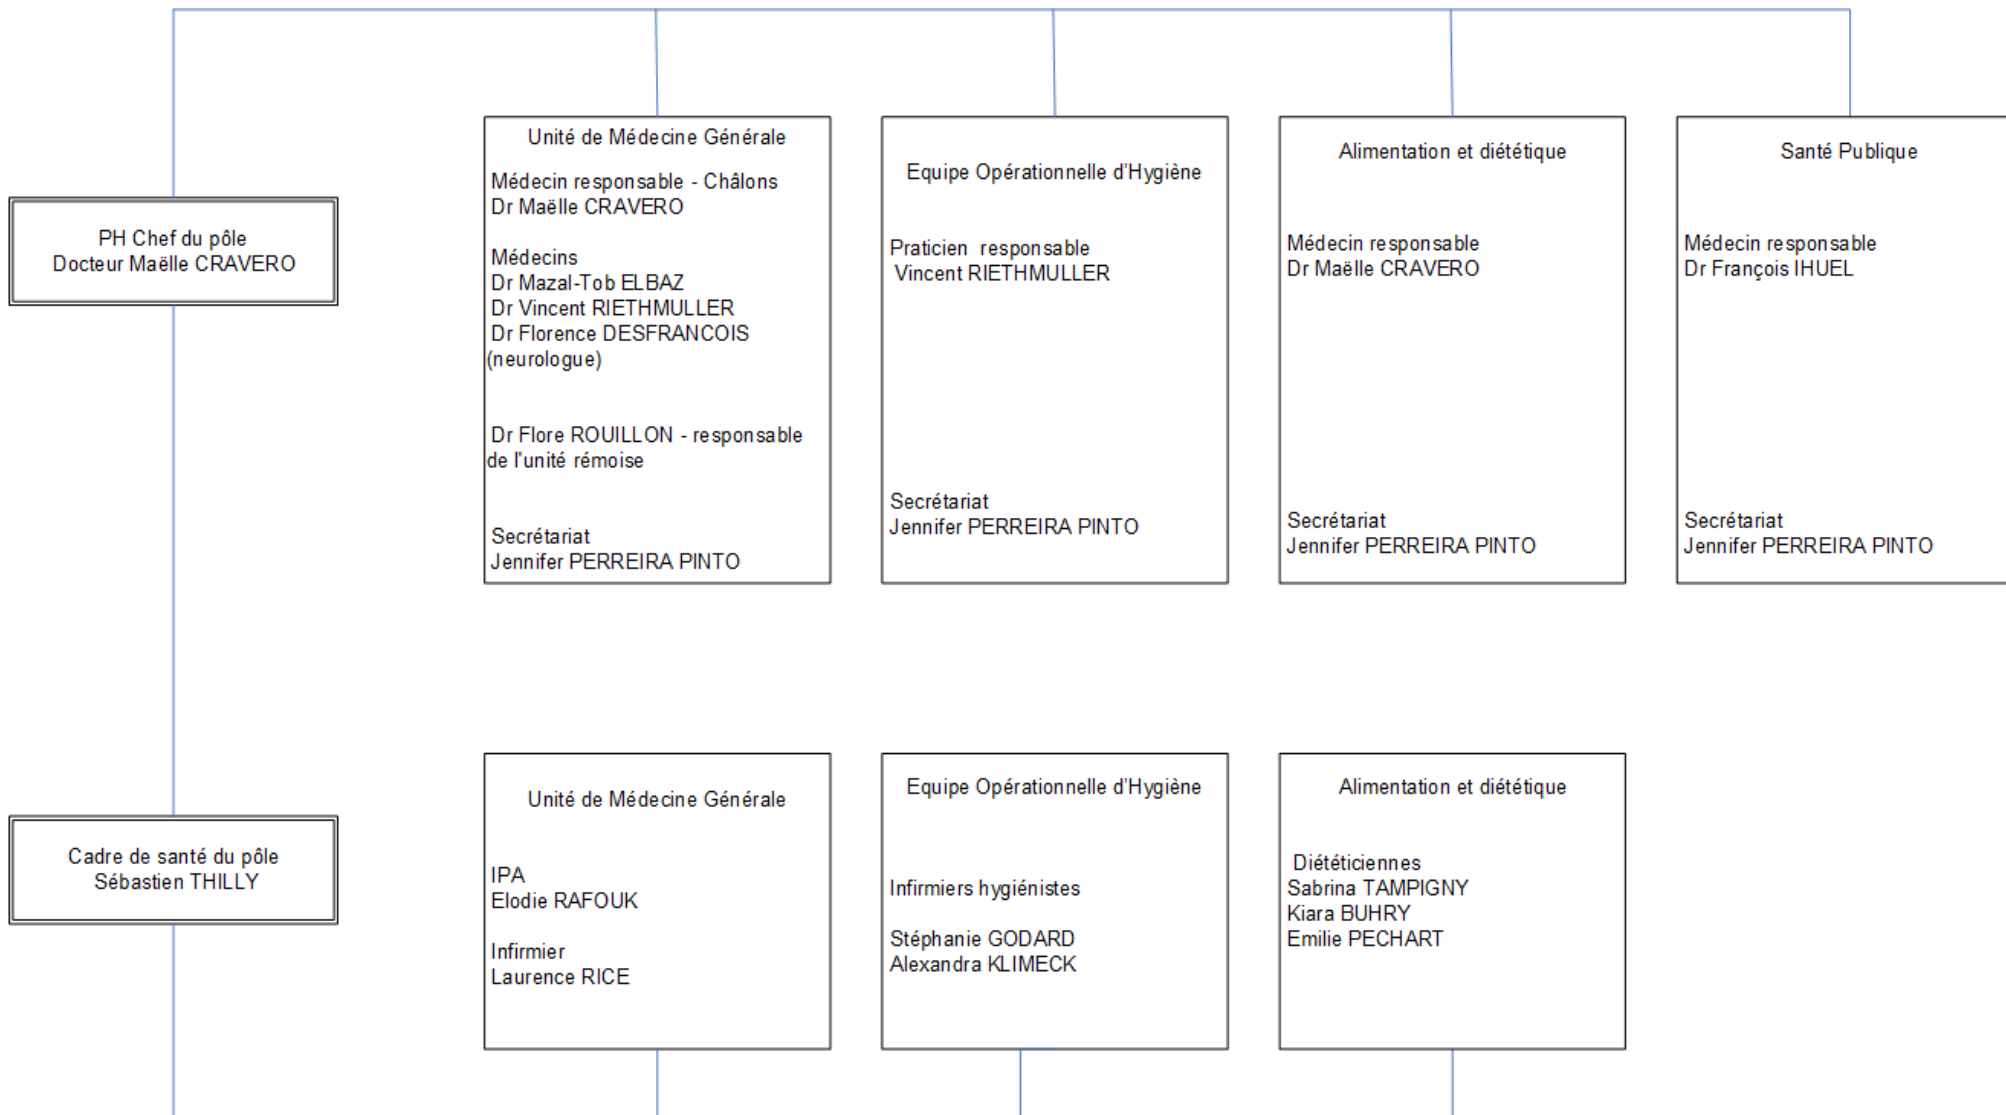 PH Chef du pôle
Docteur Maëlle CRAVERO
Unité de Médecine Générale
Médecin responsable - Châlons
Dr Maëlle CRAVERO
Médecins
Dr Mazal-Tob ELBAZ
Dr Vincent RIETHMULLER
Dr Florence DESFRANCOIS
(neurologue)
Dr Flore ROUILLON - responsable
de l'unité rémoise
Secrétariat
Jennifer PERREIRA PINTO
Equipe Opérationnelle d'Hygiène
Praticien responsable
Vincent RIETHMULLER
Secrétariat
Jennifer PERREIRA PINTO
Alimentation et diététique
Médecin responsable
Dr Maëlle CRAVERO
Secrétariat
Jennifer PERREIRA PINTO
Santé Publique
Médecin responsable
Dr François IHUEL
Secrétariat
Jennifer PERREIRA PINTO
Cadre de santé du pôle
Sébastien THILLY
Unité de Médecine Générale
IPA
Elodie RAFOUK
Infirmier
Laurence RICE
Equipe Opérationnelle d'Hygiène
Infirmiers hygiénistes
Stéphanie GODARD
Alexandra KLIMECK
Alimentation et diététique
Diététiciennes
Sabrina TAMPIGNY
Kiara BUHRY
Emilie PECHART